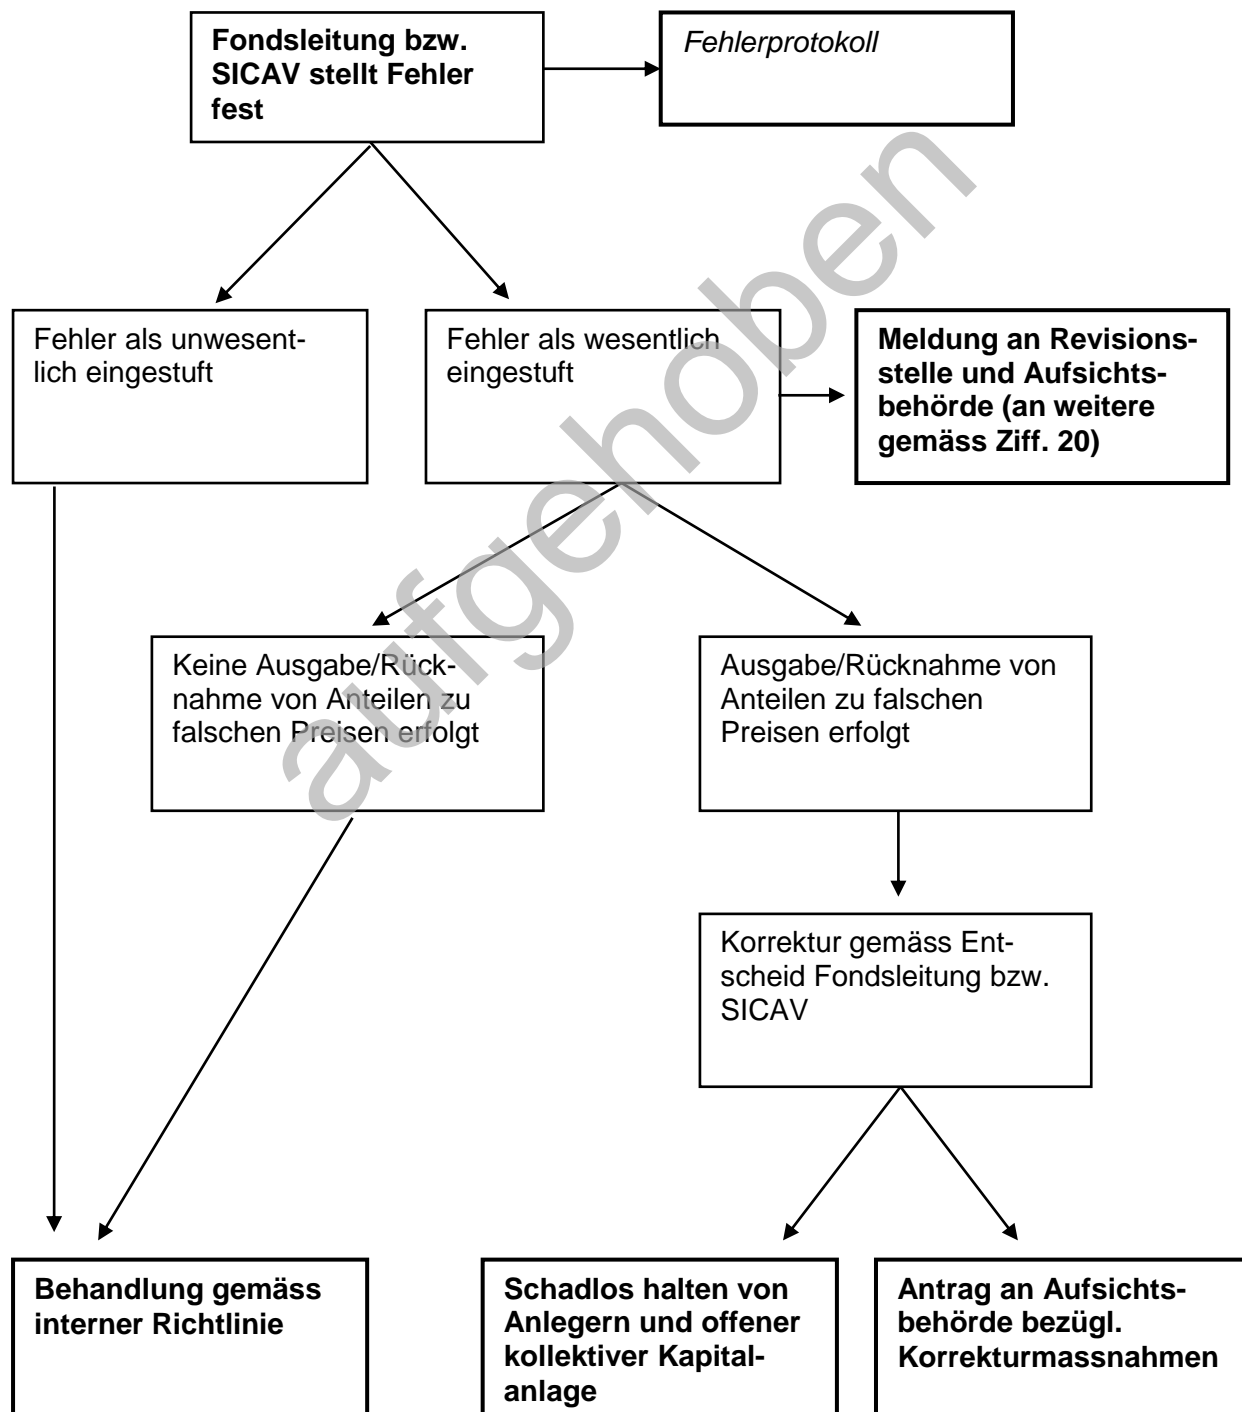 Fondsleitung bzw.
SICAV stellt Fehler
fest
Fehlerprotokoll
Fehler als unwesent-
lich eingestuft
Fehler als wesentlich
eingestuft
Meldung an Revisions-
stelle und Aufsichts-
behörde (an weitere
gemäss Ziff. 20)
aufgehoben
Keine Ausgabe/Rück-
nahme von Anteilen zu
falschen Preisen erfolgt
Ausgabe/Rücknahme von
Anteilen zu falschen
Preisen erfolgt
Korrektur gemäss Ent-
scheid Fondsleitung bzw.
SICAV
Behandlung gemäss
interner Richtlinie
Schadlos halten von
Anlegern und offener
kollektiver Kapital-
anlage
Antrag an Aufsichts-
behörde bezügl.
Korrekturmassnahmen